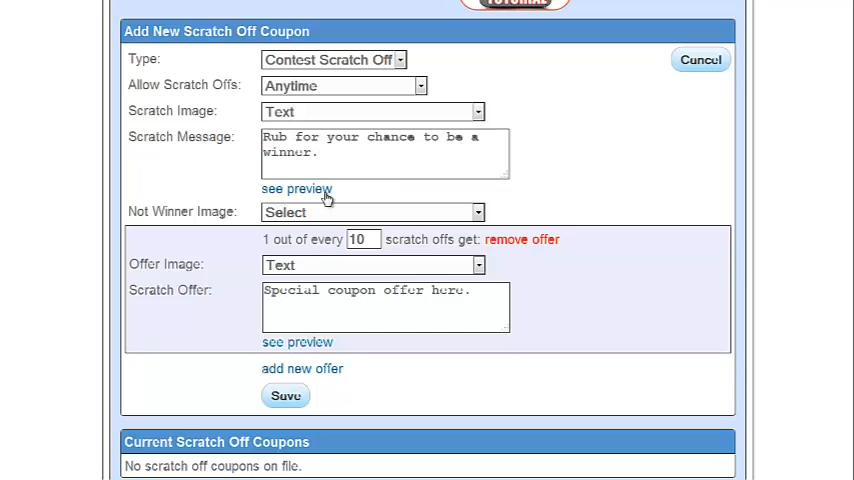 TUTORIAL
Add New Scratch Off Coupon
Type: Contest Scratch Off Cancel
Allow Scratch Offs: Anytime
Scratch Image: Text
Scratch Message: Rub for your chance to be a
winner.
see preview
Not Winner Image: Select
1 out of every 10 scratch offs get: remove offer
Offer Image: Text
Scratch Offer: Special coupon offer here.
see preview
add new offer
Save
Current Scratch Off Coupons
No scratch off coupons on file.